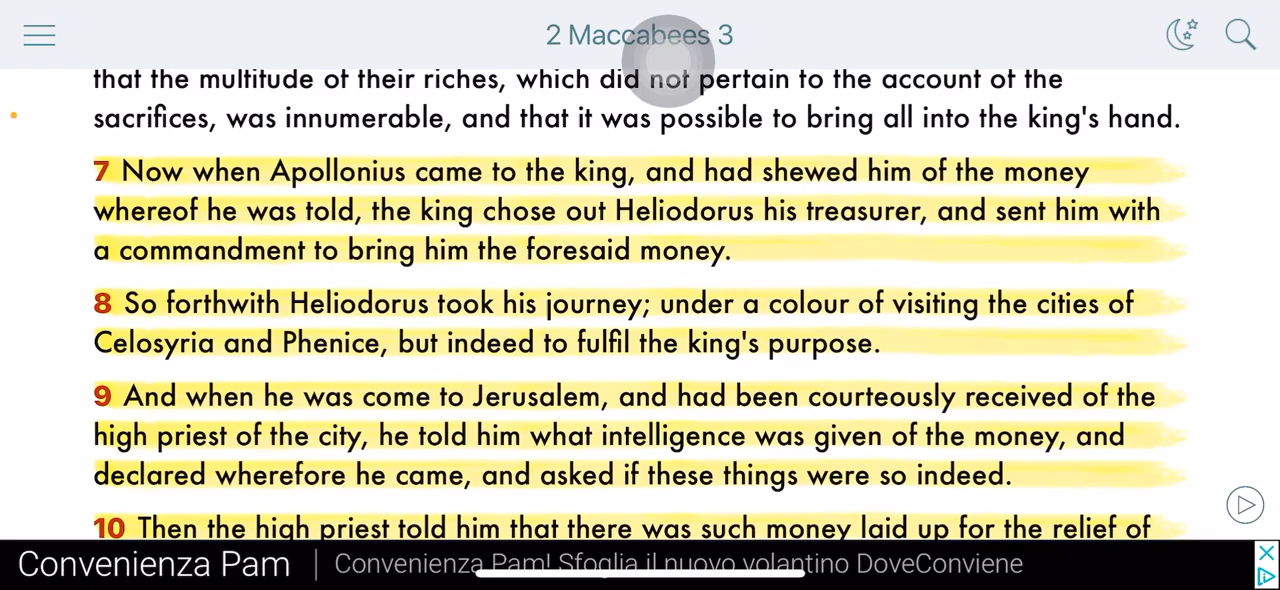 2 Maccabees 3
that the multitude of their riches, which did not pertain to the account of the
sacrifices, was innumerable, and that it was possible to bring all into the king's hand.
7 Now when Apollonius came to the king, and had shewed him of the money
whereof he was told, the king chose out Heliodorus his treasurer, and sent him with
a commandment to bring him the foresaid money.
8 So forthwith Heliodorus took his journey; under a colour of visiting the cities of
Celosyria and Phenice, but indeed to fulfil the king's purpose.
9 And when he was come to Jerusalem, and had been courteously received of the
high priest of the city, he told him what intelligence was given of the money, and
declared wherefore he came, and asked if these things were so indeed.
10 Then the high priest told him that there was such money laid up for the relief of
Convenienza Pam
Convenienza Pam! Sfoglia il nuovo volantino DoveConviene